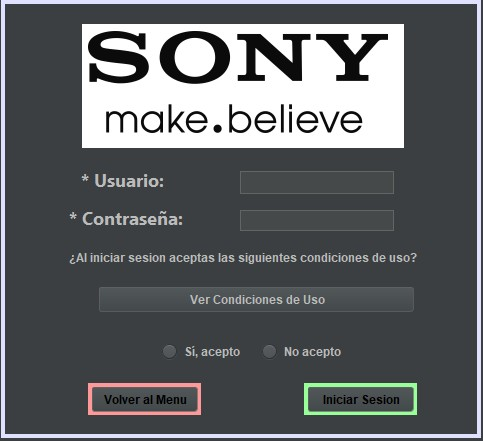 SONY
make.believe
* Usuario:
* Contraseña:
¿Al iniciar sesion aceptas las siguientes condiciones de uso?
Ver Condiciones de Uso
Sí, acepto No acepto
Volver al Menu Iniciar Sesion